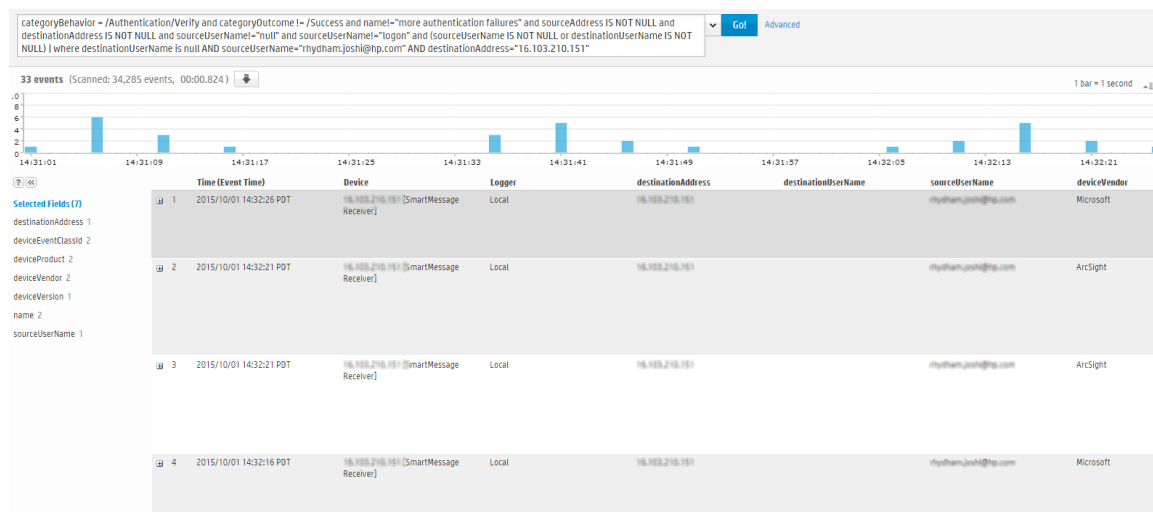 categoryBehavior = /Authentication/Verify and categoryOutcome != /Success and name!="more authentication failures" and sourceAddress IS NOT NULL and
destinationAddress IS NOT NULL and sourceUserName!="null" and sourceUserName!="logon" and (sourceUserName IS NOT NULL or destinationUserName IS NOT
NULL) | where destinationUserName is null AND sourceUserName="rhydham.joshi@hp.com" AND destinationAddress="16.103.210.151"
Go! Advanced
33 events (Scanned: 34,285 events, 00:00.824 )
1 bar = 1 second
10
8
6
4
2
0
14:31:01 14:31:09 14:31:17 14:31:25 14:31:33 14:31:41 14:31:49 14:31:57 14:32:05 14:32:13 14:32:21
? «
Time (Event Time) Device Logger destinationAddress destinationUserName sourceUserName deviceVendor
Selected Fields (7)
destinationAddress 1
deviceEventClassId 2
deviceProduct 2
deviceVendor 2
deviceVersion 1
name 2
sourceUserName 1
1 2015/10/01 14:32:26 PDT [SmartMessage Local Microsoft
Receiver]
2 2015/10/01 14:32:21 PDT [SmartMessage Local ArcSight
Receiver]
3 2015/10/01 14:32:21 PDT [SmartMessage Local ArcSight
Receiver]
4 2015/10/01 14:32:16 PDT [SmartMessage Local Microsoft
Receiver]